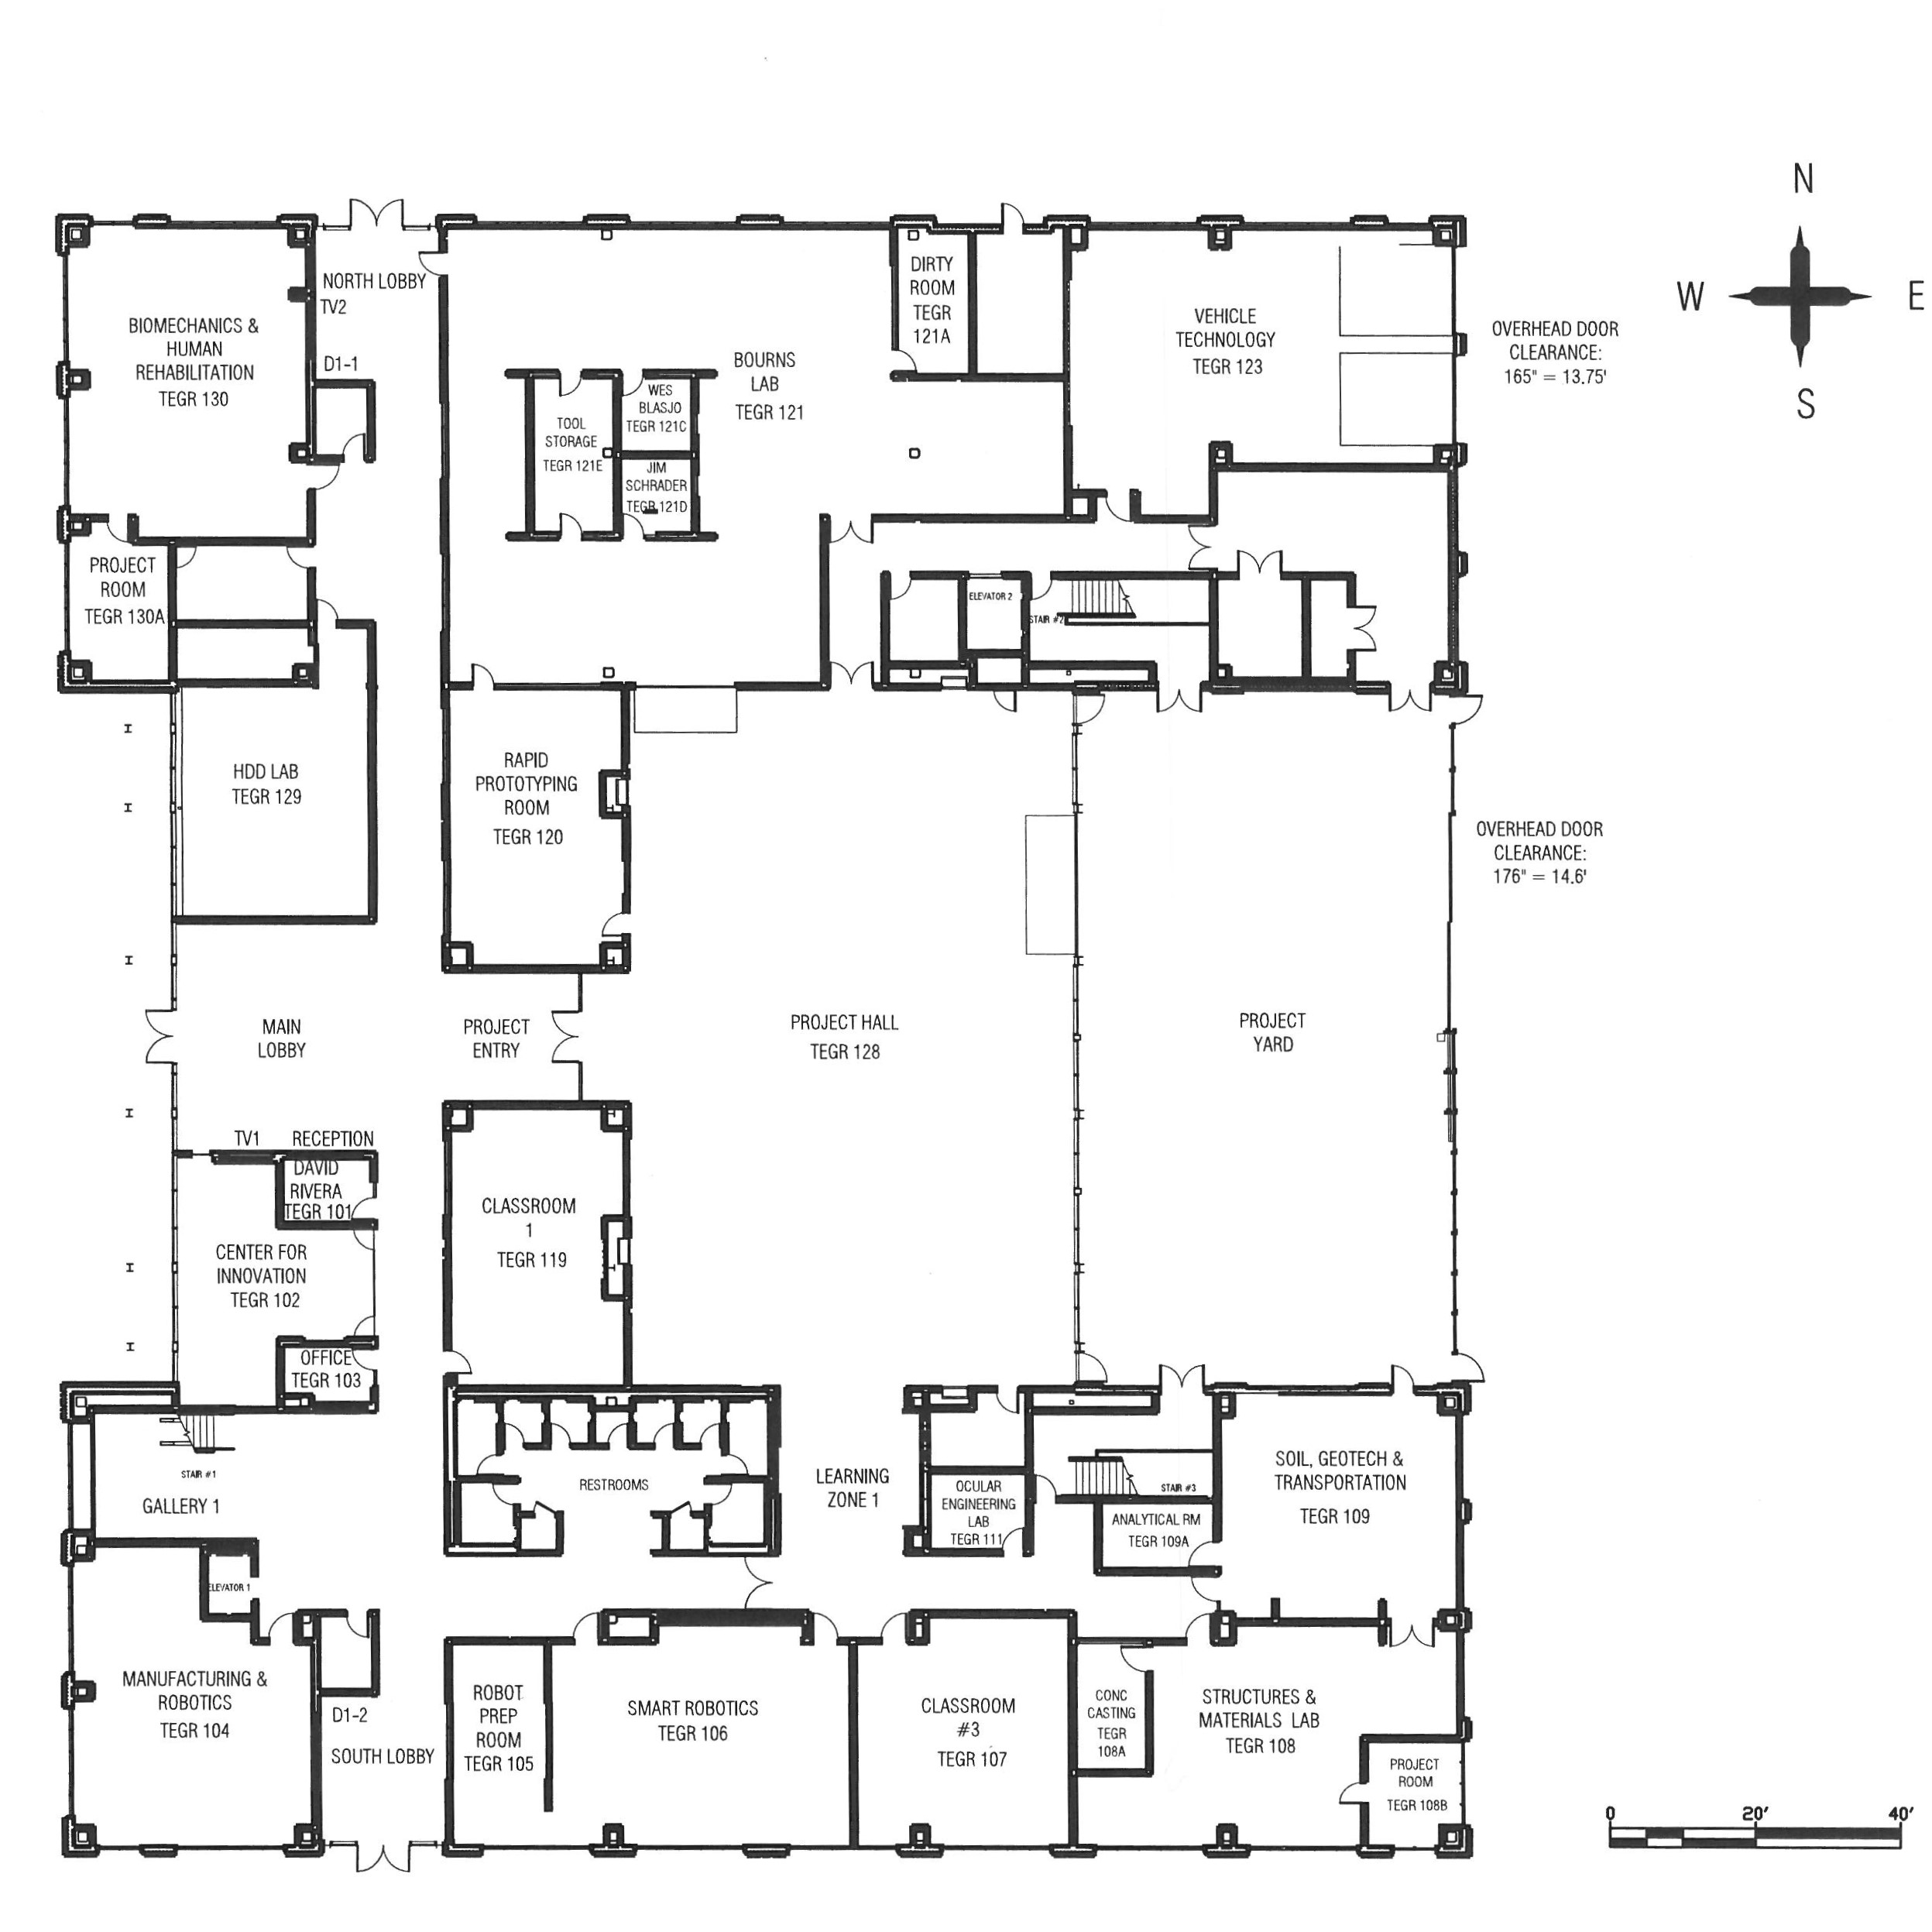 N
W
E
S
NORTH LOBBY
TV2
D1-1
BIOMECHANICS &
HUMAN
REHABILITATION
TEGR 130
BOURNS
LAB
TEGR 121
DIRTY
ROOM
TEGR
121A
VEHICLE
TECHNOLOGY
TEGR 123
OVERHEAD DOOR
CLEARANCE:
165" = 13.75'
TOOL
STORAGE
TEGR 121E
WES
BLASJO
TEGR 121C
JIM
SCHRADER
TEGR 121D
PROJECT
ROOM
TEGR 130A
ELEVATOR 2
STAIR #2
HDD LAB
TEGR 129
RAPID
PROTOTYPING
ROOM
TEGR 120
OVERHEAD DOOR
CLEARANCE:
176" = 14.6'
MAIN
LOBBY
PROJECT
ENTRY
PROJECT HALL
TEGR 128
PROJECT
YARD
TV1
RECEPTION
DAVID
RIVERA
TEGR 101
CENTER FOR
INNOVATION
TEGR 102
OFFICE
TEGR 103
CLASSROOM
1
TEGR 119
STAIR #1
GALLERY 1
RESTROOMS
LEARNING
ZONE 1
OCULAR
ENGINEERING
LAB
TEGR 111
STAIR #3
ANALYTICAL RM
TEGR 109A
SOIL, GEOTECH &
TRANSPORTATION
TEGR 109
ELEVATOR 1
MANUFACTURING &
ROBOTICS
TEGR 104
D1-2
SOUTH LOBBY
ROBOT
PREP
ROOM
TEGR 105
SMART ROBOTICS
TEGR 106
CLASSROOM
#3
TEGR 107
CONC
CASTING
TEGR
108A
STRUCTURES &
MATERIALS LAB
TEGR 108
PROJECT
ROOM
TEGR 108B
0 20' 40'